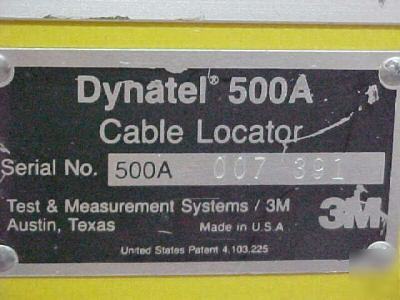 Dynatel® 500A
Cable Locator
Serial No. 500A 007 391
Test & Measurement Systems / 3M
Austin, Texas Made in U.S.A
3M
United States Patent 4,103,225